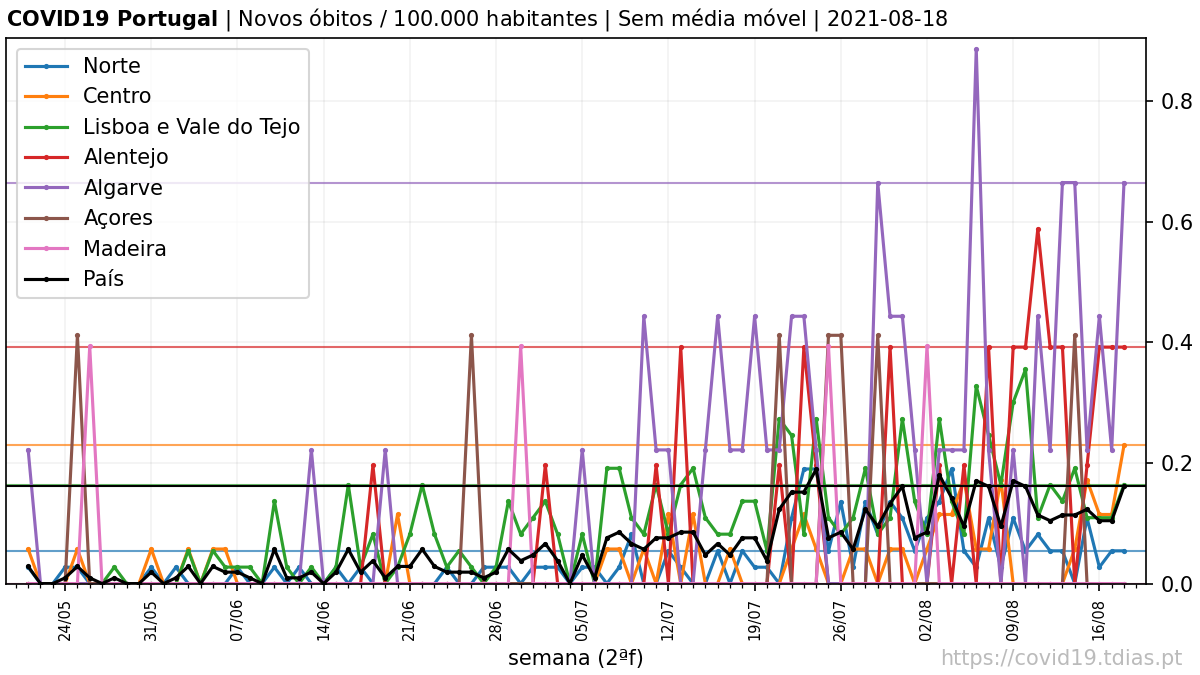 COVID19 Portugal | Novos óbitos / 100.000 habitantes | Sem média móvel | 2021-08-18
Norte
Centro
Lisboa e Vale do Tejo
Alentejo
Algarve
Açores
Madeira
País
0.8
0.6
0.4
0.2
0.0
24/05 31/05 07/06 14/06 21/06 28/06 05/07 12/07 19/07 26/07 02/08 09/08 16/08
semana (2ªf)
https://covid19.tdias.pt